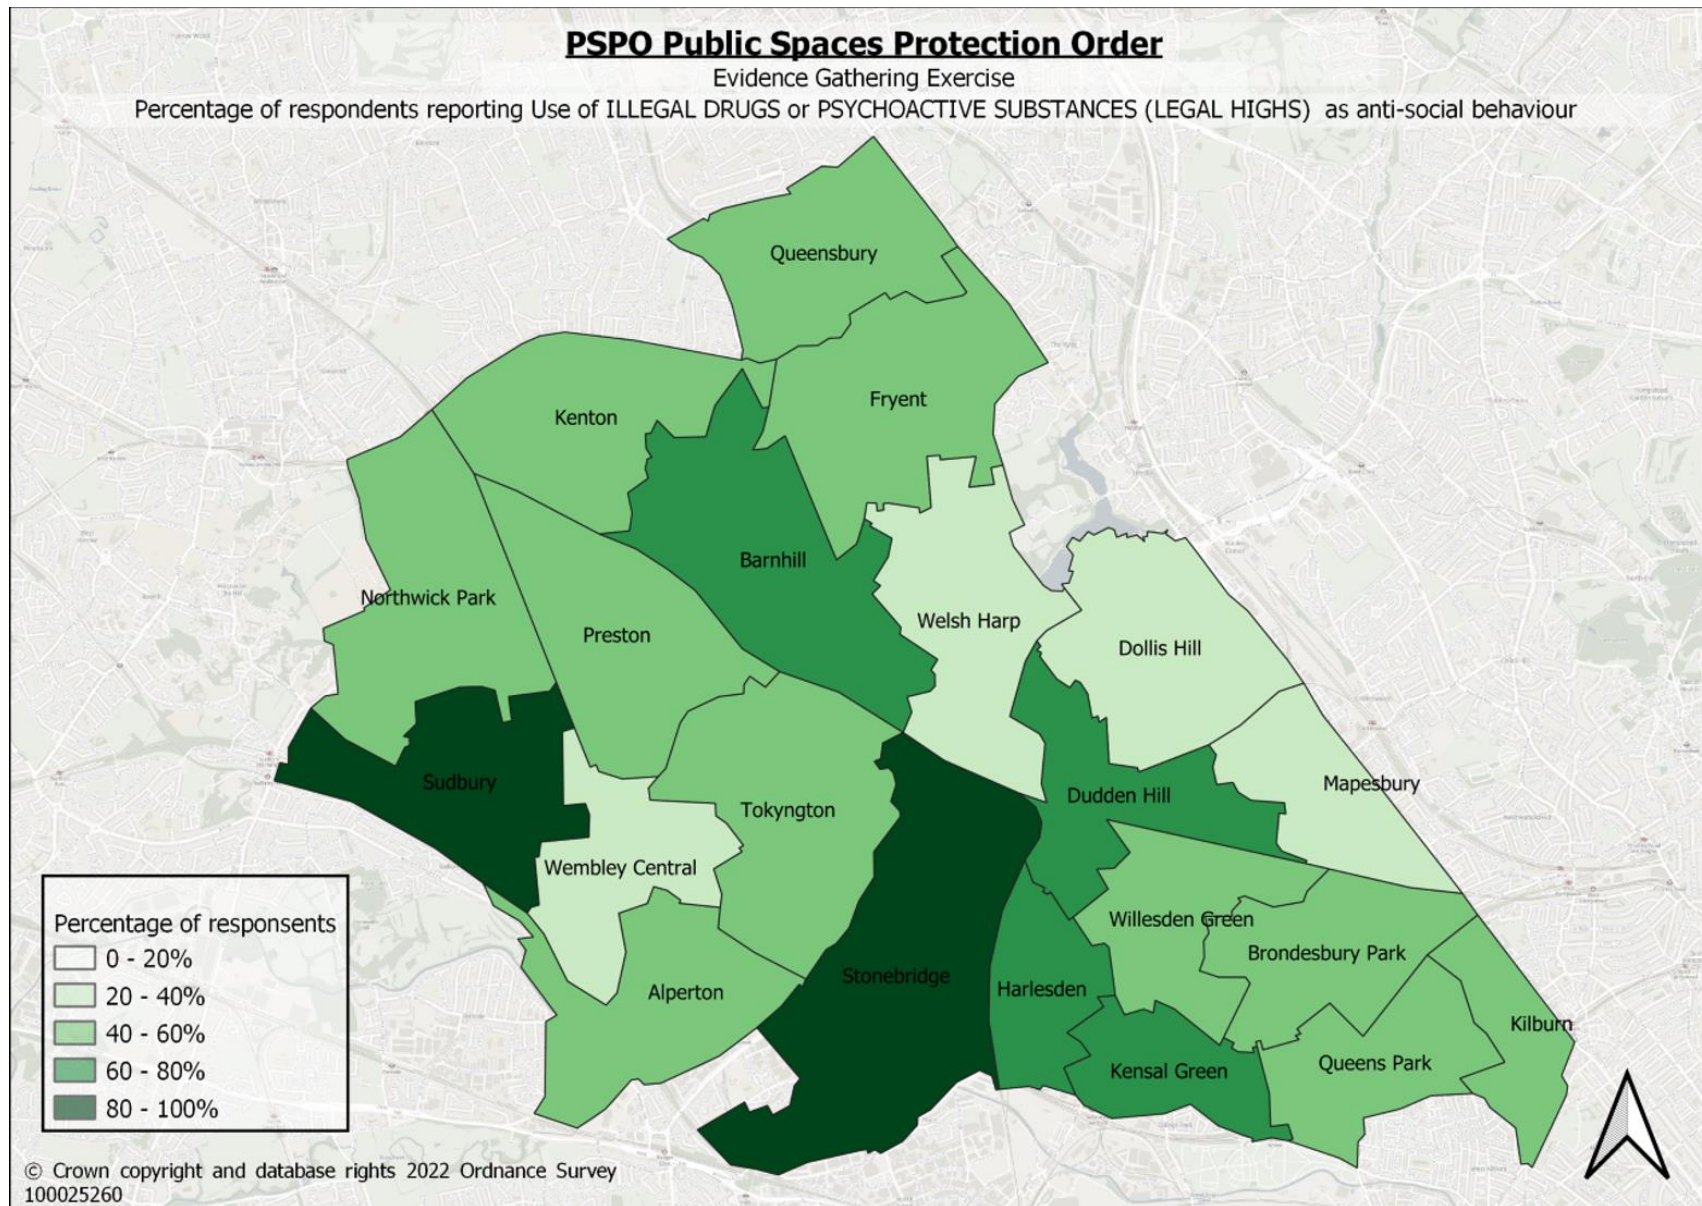 PSPO Public Spaces Protection Order
Evidence Gathering Exercise
Percentage of respondents reporting Use of ILLEGAL DRUGS or PSYCHOACTIVE SUBSTANCES (LEGAL HIGHS)  as anti-social behaviour
Queensbury
Fryent
Kenton
Barnhill
Northwick Park
Welsh Harp
Preston
Dollis Hill
Sudbury
Mapesbury
Dudden Hill
Tokyngton
Wembley Central
Willesden Green
Brondesbury Park
Stonebridge
Harlesden
Alperton
Kilburn
Queens Park
Kensal Green
Percentage of responsents
0 - 20%
20 - 40%
40 - 60%
60 - 80%
80 - 100%
© Crown copyright and database rights 2022 Ordnance Survey
100025260